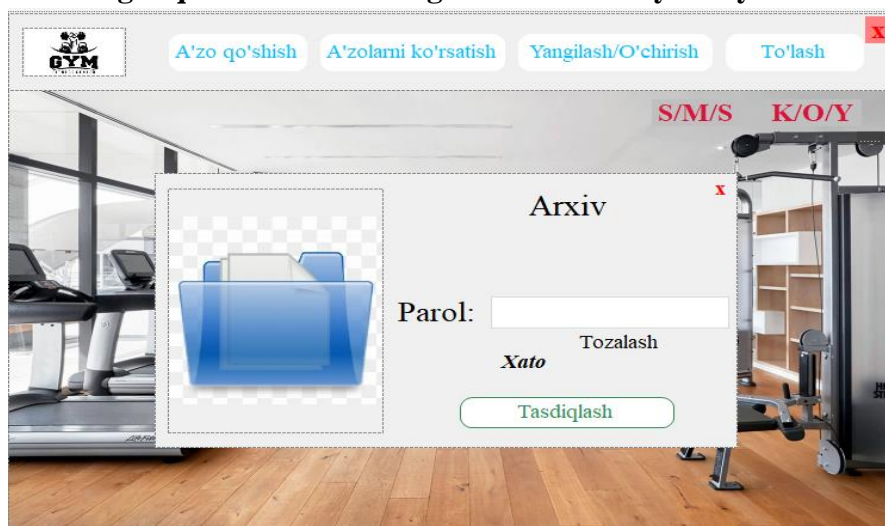 GYM
A'zo qo'shish A'zolarni ko'rsatish Yangilash/O'chirish To'lash x
S/M/S K/O/Y
Arxiv x
Parol:
Tozalash
Xato
Tasdiqlash